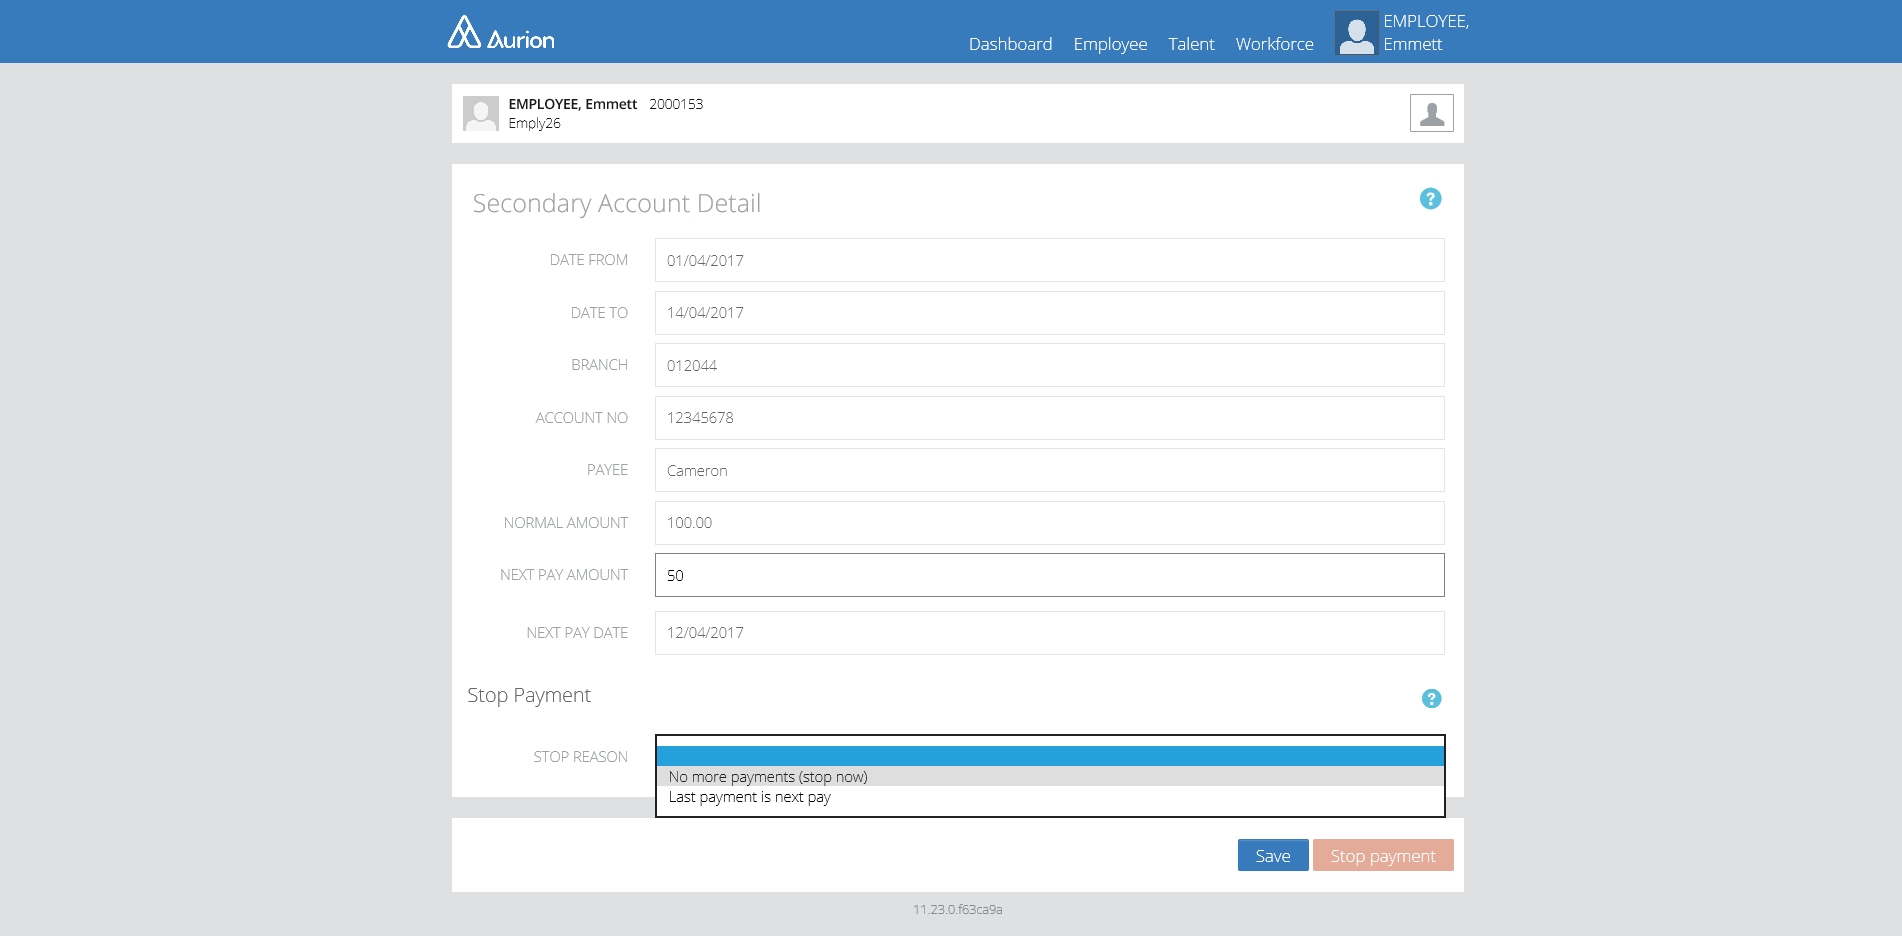 Aurion
Dashboard Employee Talent Workforce
EMPLOYEE,
Emmett
EMPLOYEE, Emmett 2000153
Emply26
Secondary Account Detail
?
DATE FROM 01/04/2017
DATE TO 14/04/2017
BRANCH 012044
ACCOUNT NO 12345678
PAYEE Cameron
NORMAL AMOUNT 100.00
NEXT PAY AMOUNT 50
NEXT PAY DATE 12/04/2017
Stop Payment
?
STOP REASON
No more payments (stop now)
Last payment is next pay
Save Stop payment
11.23.0.f63ca9a